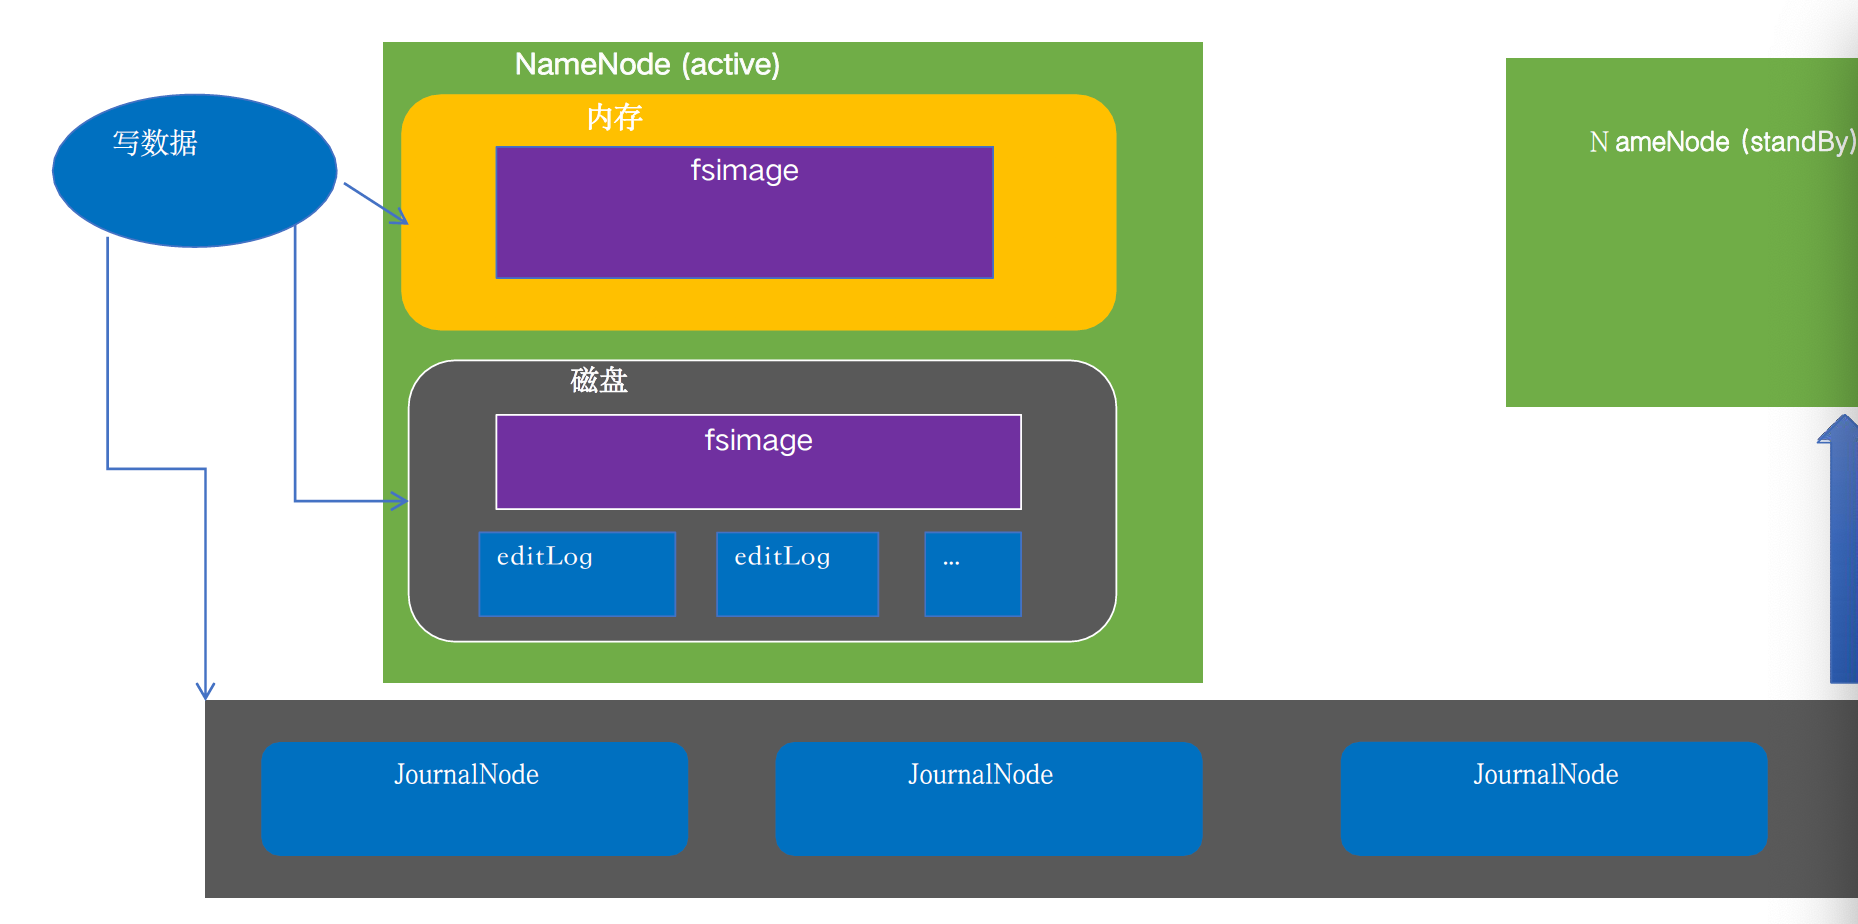 NameNode (active)
内存
写数据
fsimage
N ameNode (standBy)
磁盘
fsimage
editLog
editLog
...
JournalNode
JournalNode
JournalNode